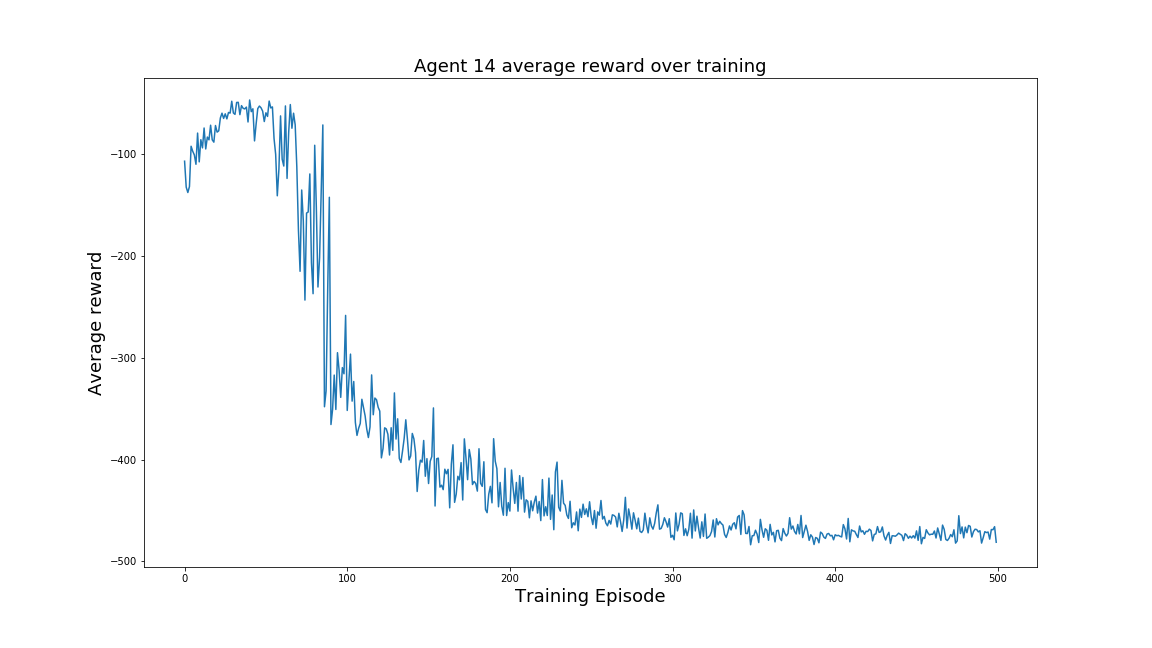 Agent 14 average reward over training
−100
−200
−300
−400
−500
Average reward
0 100 200 300 400 500
Training Episode